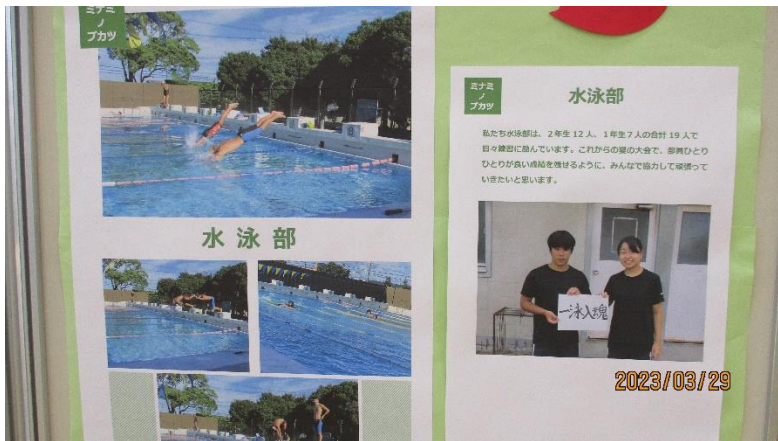 ミナミ
ノ
ブカツ
水泳部
ミナミ
ノ
ブカツ
水泳部
私たち水泳部は、2年生12人、1年生7人の合計19人で
日々練習に励んでいます。これからの夏の大会で、部員ひとり
ひとりが良い成績を残せるように、みんなで協力して頑張って
いきたいと思います。
一泳入魂
2023/03/29